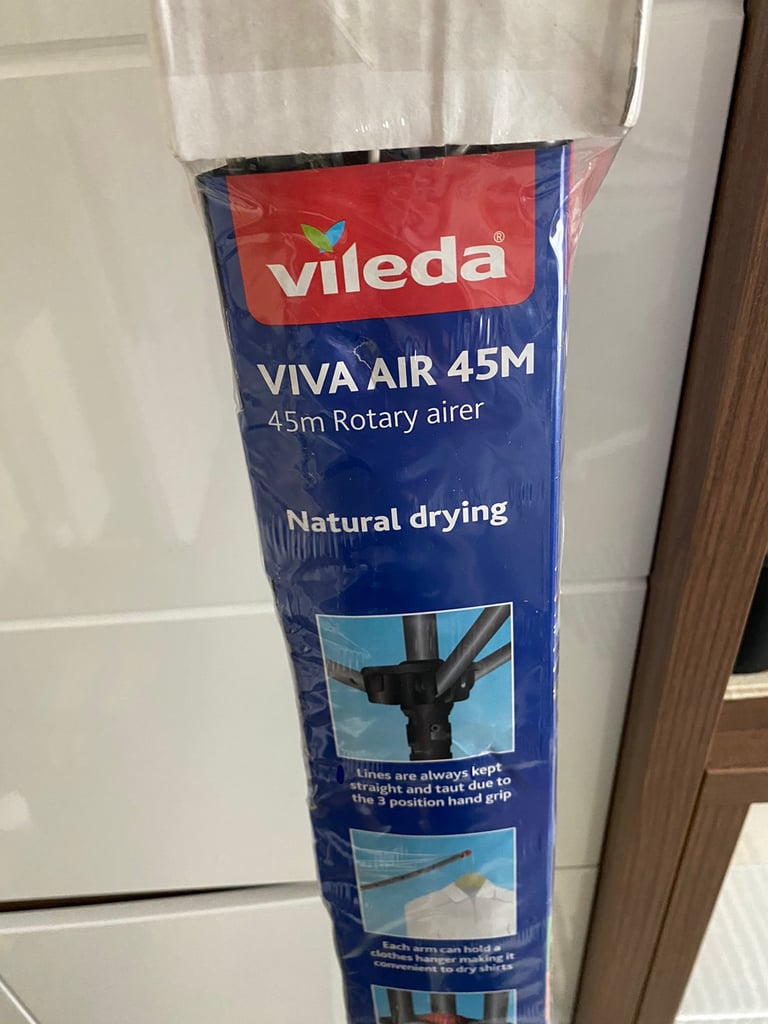 vileda®
VIVA AIR 45M
45m Rotary airer
Natural drying
Lines are always kept
straight and taut due to
the 3 position hand grip
Each arm can hold a
clothes hanger making it
convenient to dry shirts